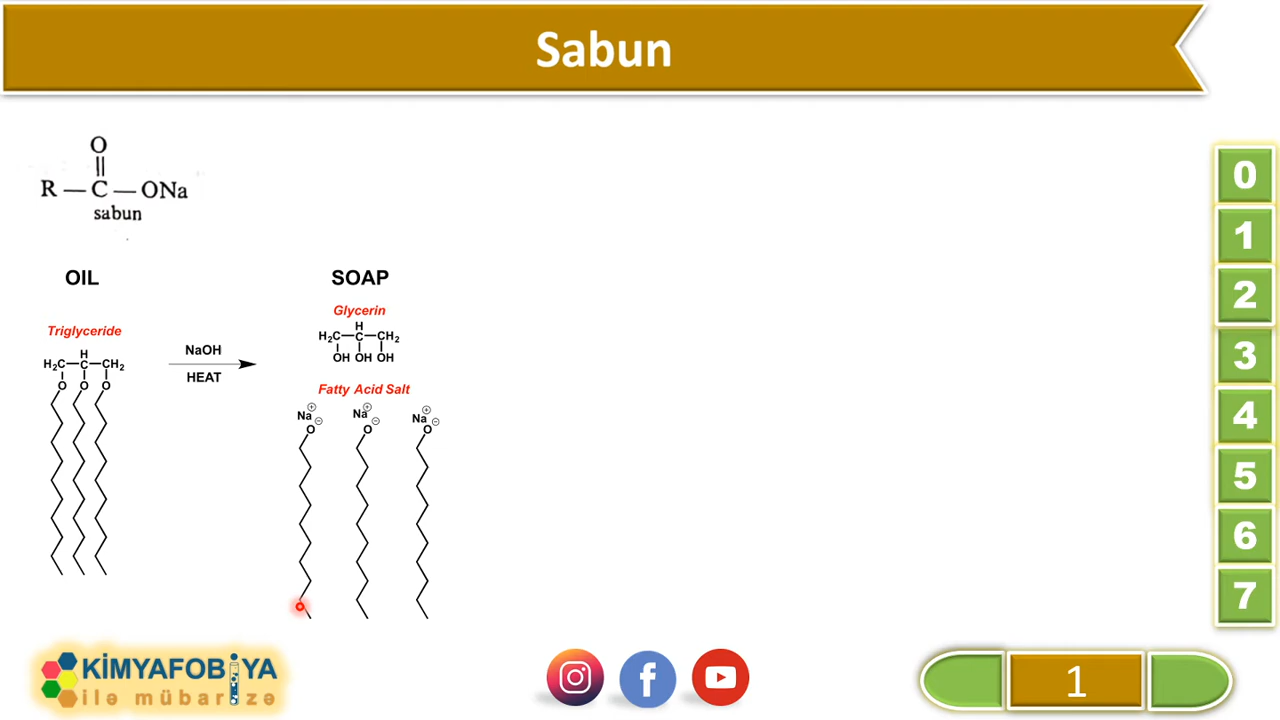 Sabun
O
R — C — ONa
sabun
OIL
SOAP
Triglyceride
H₂C C CH₂
H
O O O
NaOH
HEAT
Glycerin
H
H₂C—C—CH₂
OH OH OH
Fatty Acid Salt
Na⊕ Na⊕ Na⊕
O⊖ O⊖ O⊖
0
1
2
3
4
5
6
7
KİMYAFOBİYA
ilə mübarizə
f
1